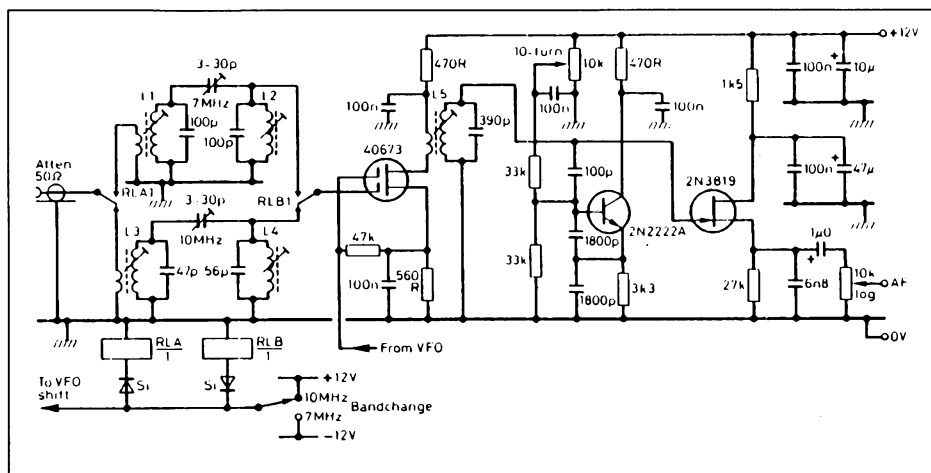 +12V
3-30p
7MHz
L1
L2
100p
100p
470R
L5
390p
100n
10-turn
10k
470R
100n
100n
1k5
100n
10µ
Atten
50Ω
RLA1
RLB1
40673
33k
100p
2N3819
100n
47µ
3-30p
10MHz
L3
L4
47p
56p
47k
100n
560
R
33k
1800p
2N2222A
1800p
3k3
27k
1µ0
6n8
10k
log
AF
0V
RLA
1
RLB
1
From VFO
To VFO
shift
Si
Si
+12V
10MHz
7MHz
-12V
Bandchange